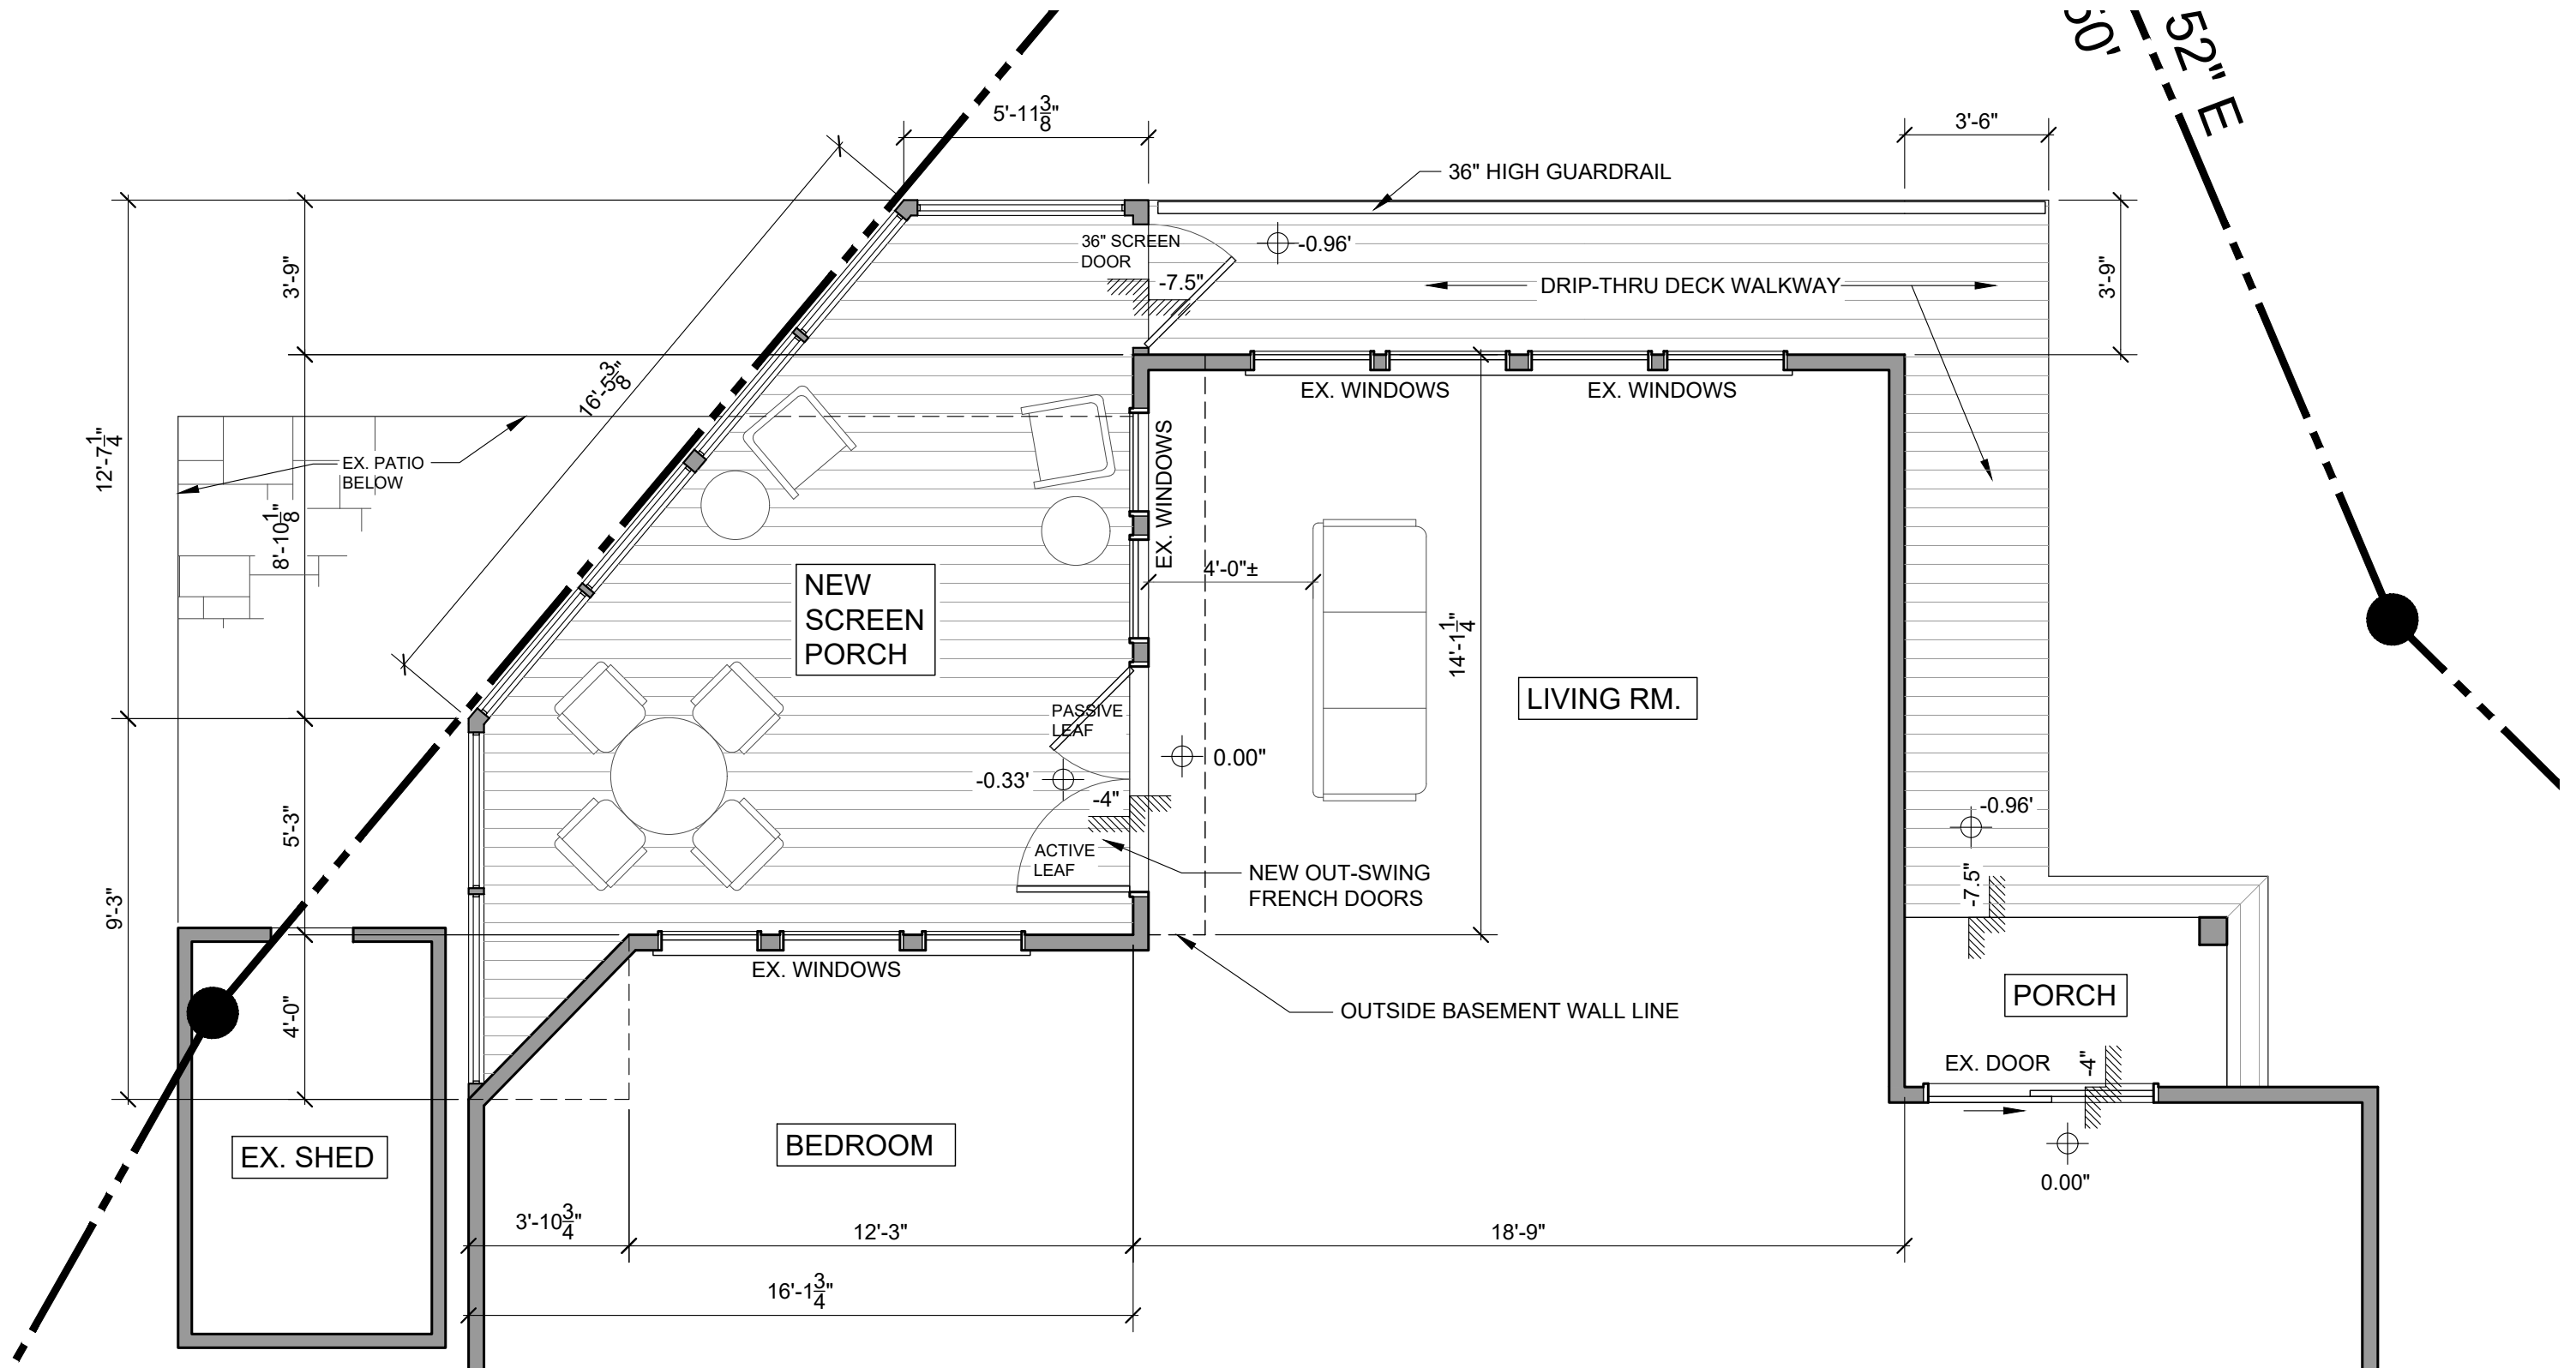 50'
52" E
5'-11 3/8"
3'-6"
36" HIGH GUARDRAIL
36" SCREEN
DOOR
-0.96'
-7.5"
DRIP-THRU DECK WALKWAY
3'-9"
3'-9"
16'-5 3/8"
EX. WINDOWS
EX. WINDOWS
12'-7 1/4"
EX. PATIO
BELOW
8'-10 1/8"
EX. WINDOWS
4'-0"±
NEW
SCREEN
PORCH
14'-1 1/4"
LIVING RM.
PASSIVE
LEAF
0.00"
-0.33'
-4"
-0.96'
5'-3"
ACTIVE
LEAF
NEW OUT-SWING
FRENCH DOORS
-7.5"
9'-3"
EX. WINDOWS
4'-0"
OUTSIDE BASEMENT WALL LINE
PORCH
EX. DOOR
-4"
EX. SHED
BEDROOM
0.00"
3'-10 3/4"
12'-3"
18'-9"
16'-1 3/4"